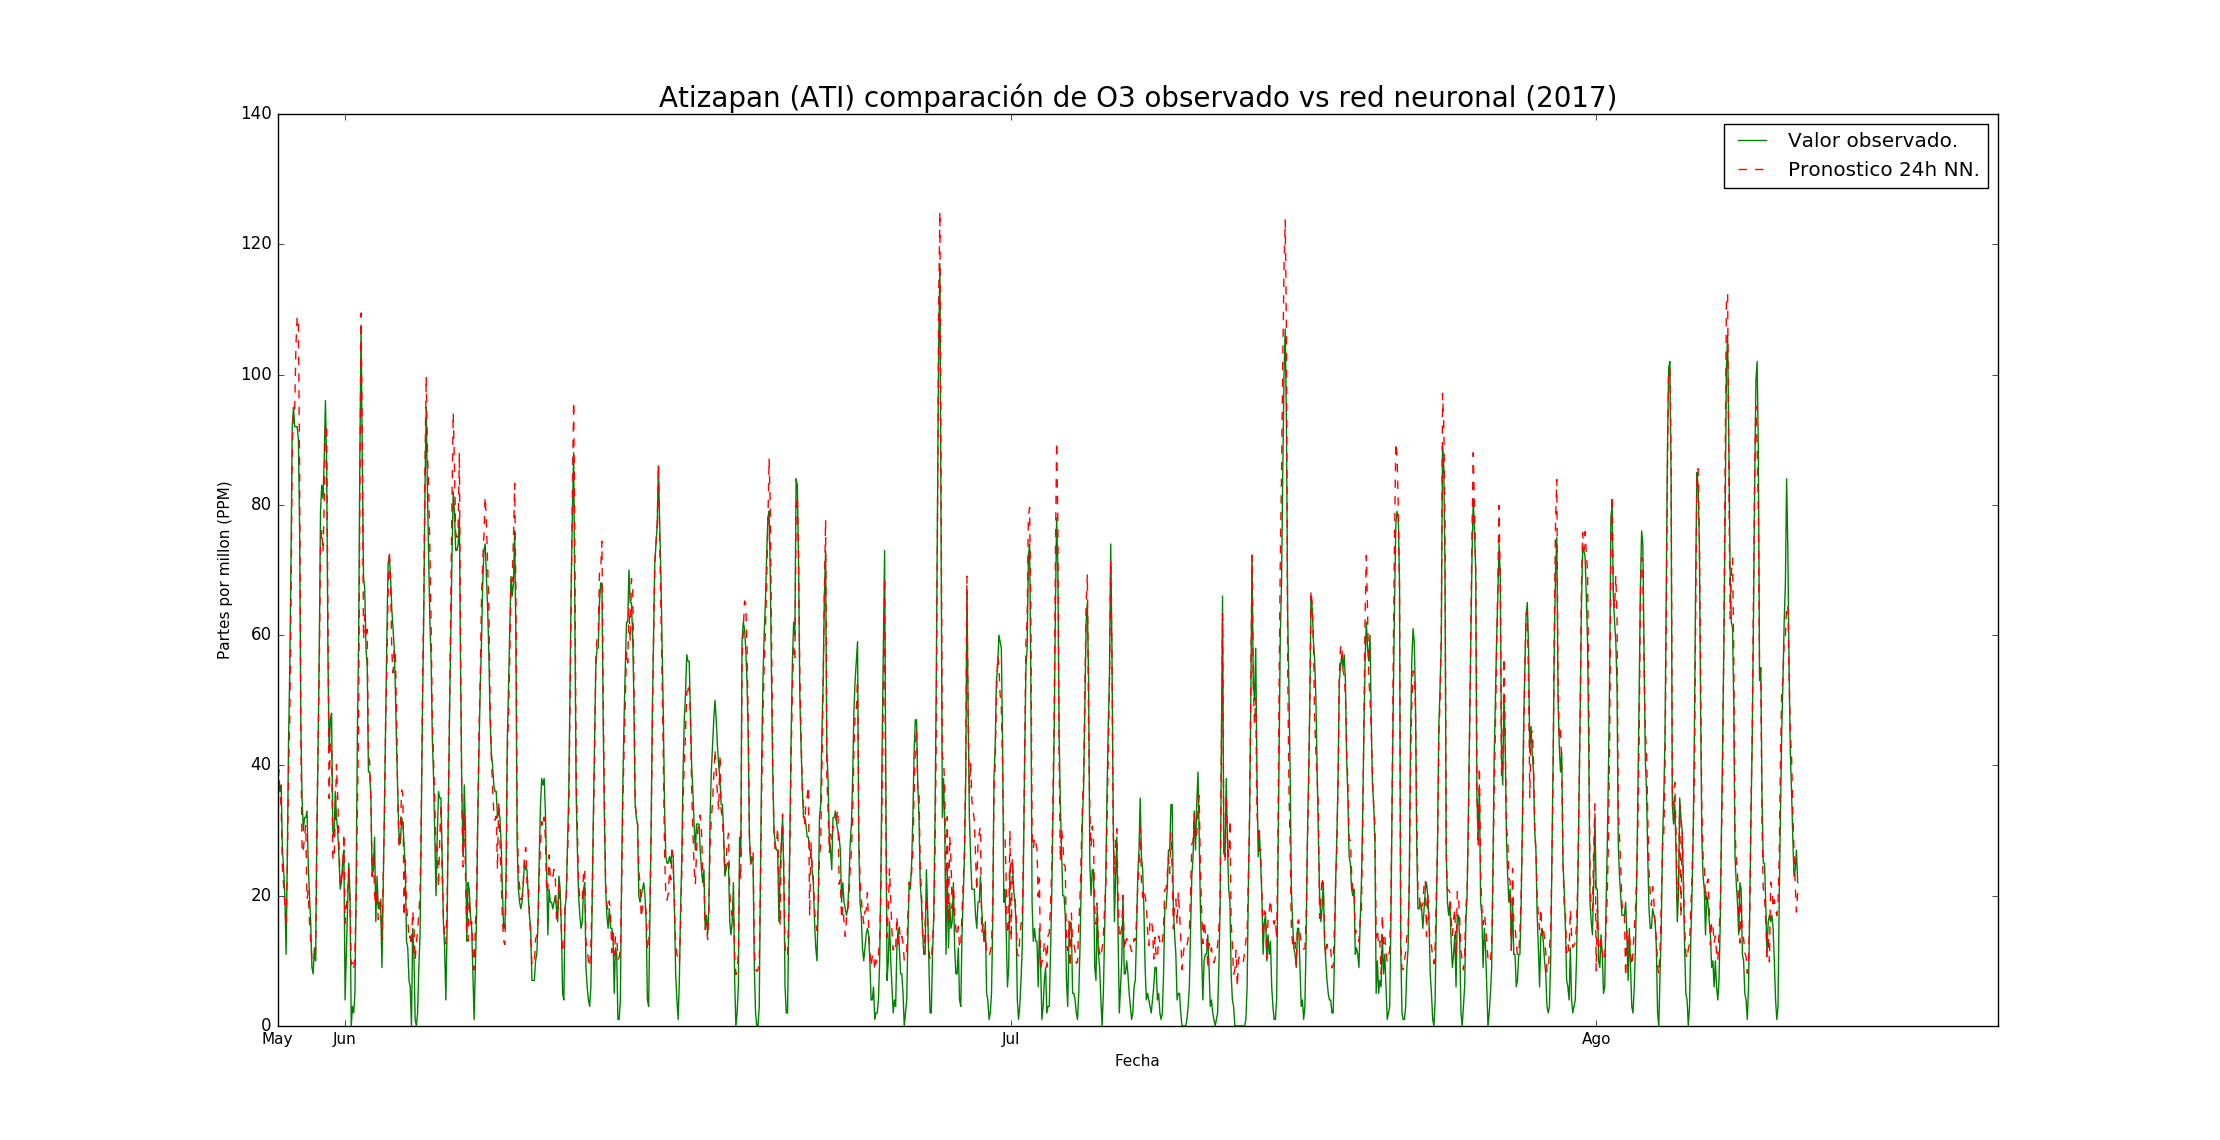 Atizapan (ATI) comparación de O3 observado vs red neuronal (2017)
140
120
100
80
60
40
20
0
Partes por millon (PPM)
Valor observado.
Pronostico 24h NN.
May Jun Jul Ago
Fecha